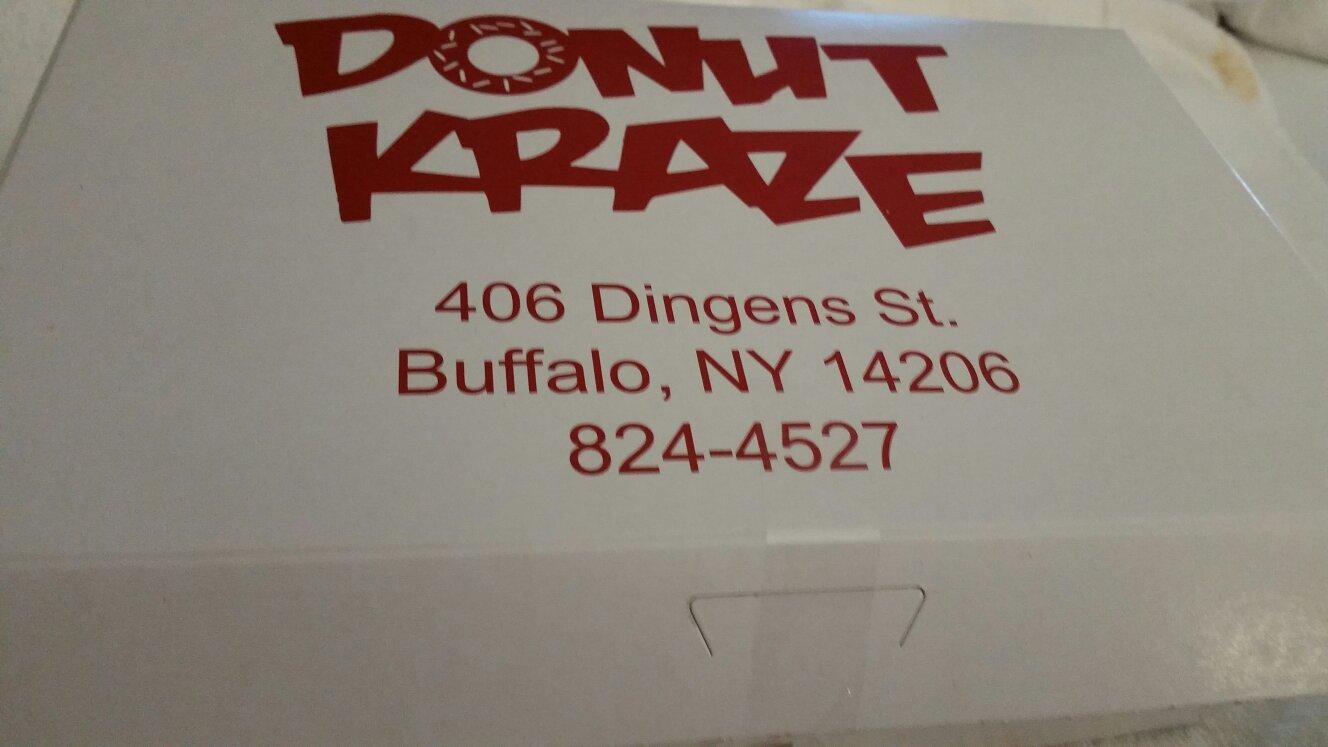 DONUT
KRAZE
406 Dingens St.
Buffalo, NY 14206
824-4527